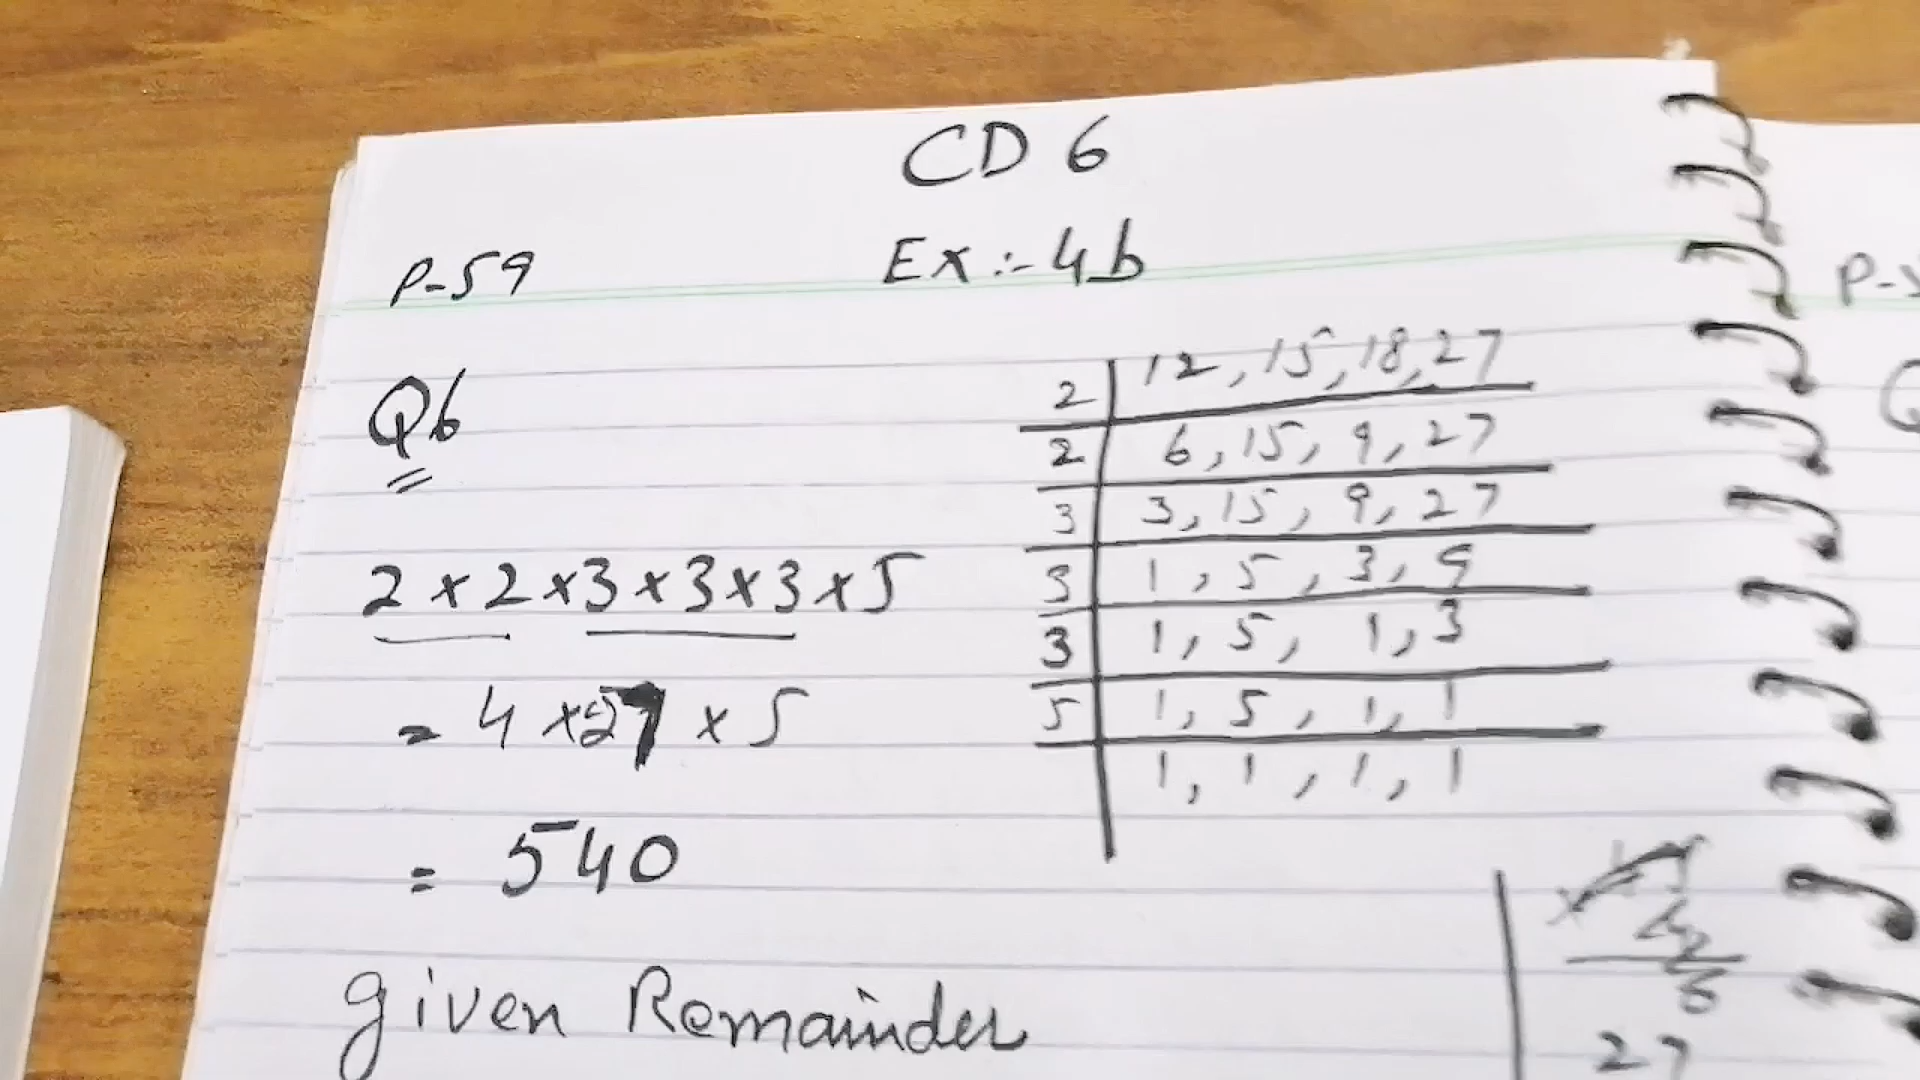 CD 6
P-59 Ex:- 4b
Q6
2 | 12, 15, 18, 27
2 | 6, 15, 9, 27
3 | 3, 15, 9, 27
3 | 1, 5, 3, 9
3 | 1, 5, 1, 3
5 | 1, 5, 1, 1
1, 1, 1, 1
2 x 2 x 3 x 3 x 3 x 5
= 4 x 27 x 5
= 540
given Remainder
27
P-